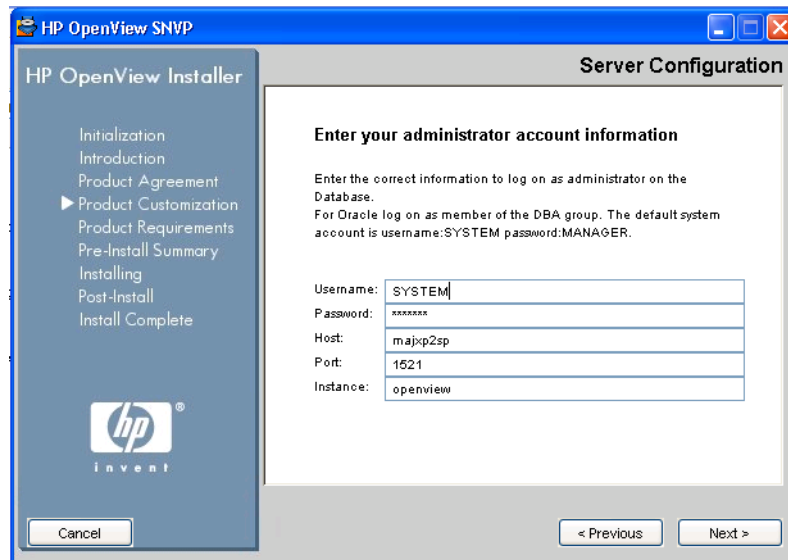 HP OpenView SNVP
Server Configuration
HP OpenView Installer
Initialization
Introduction
Product Agreement
Product Customization
Product Requirements
Pre-Install Summary
Installing
Post-Install
Install Complete
hp
®
invent
Enter your administrator account information
Enter the correct information to log on as administrator on the
Database.
For Oracle log on as member of the DBA group. The default system
account is username:SYSTEM password:MANAGER.
Username: SYSTEM
Password: *******
Host: majxp2sp
Port: 1521
Instance: openview
Cancel
< Previous
Next >